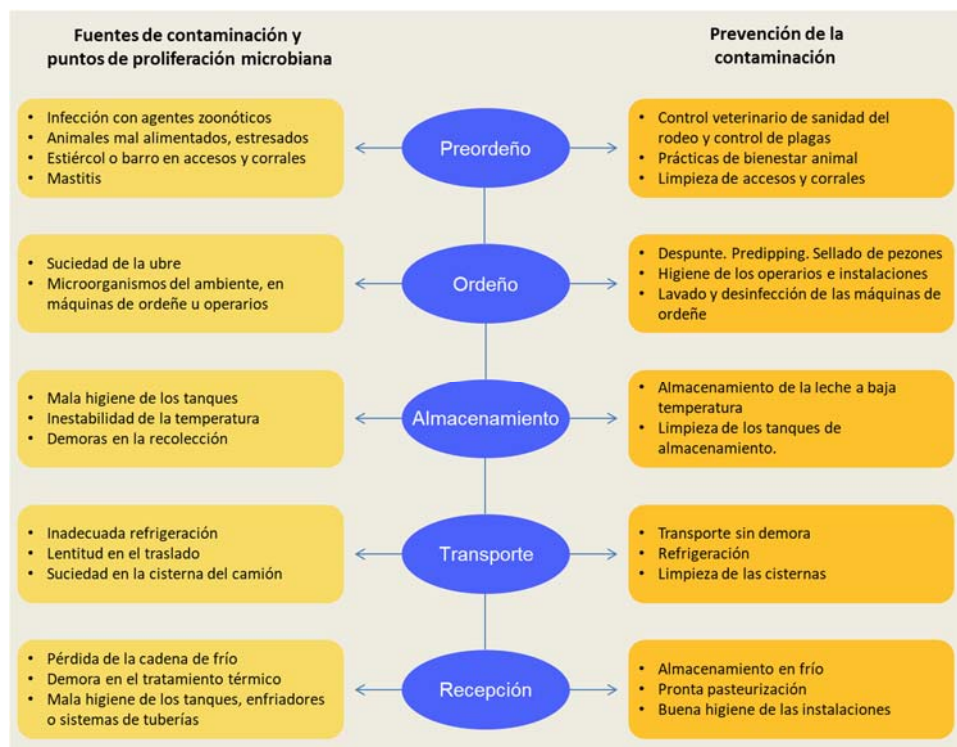 Fuentes de contaminación y
puntos de proliferación microbiana
Prevención de la
contaminación
• Infección con agentes zoonóticos
• Animales mal alimentados, estresados
• Estiércol o barro en accesos y corrales
• Mastitis
Preordeño
• Control veterinario de sanidad del
rodeo y control de plagas
• Prácticas de bienestar animal
• Limpieza de accesos y corrales
• Suciedad de la ubre
• Microorganismos del ambiente, en
máquinas de ordeñe u operarios
Ordeño
• Despunte. Predipping. Sellado de pezones
• Higiene de los operarios e instalaciones
• Lavado y desinfección de las máquinas de
ordeñe
• Mala higiene de los tanques
• Inestabilidad de la temperatura
• Demoras en la recolección
Almacenamiento
• Almacenamiento de la leche a baja
temperatura
• Limpieza de los tanques de
almacenamiento.
• Inadecuada refrigeración
• Lentitud en el traslado
• Suciedad en la cisterna del camión
Transporte
• Transporte sin demora
• Refrigeración
• Limpieza de las cisternas
• Pérdida de la cadena de frío
• Demora en el tratamiento térmico
• Mala higiene de los tanques, enfriadores
o sistemas de tuberías
Recepción
• Almacenamiento en frío
• Pronta pasteurización
• Buena higiene de las instalaciones